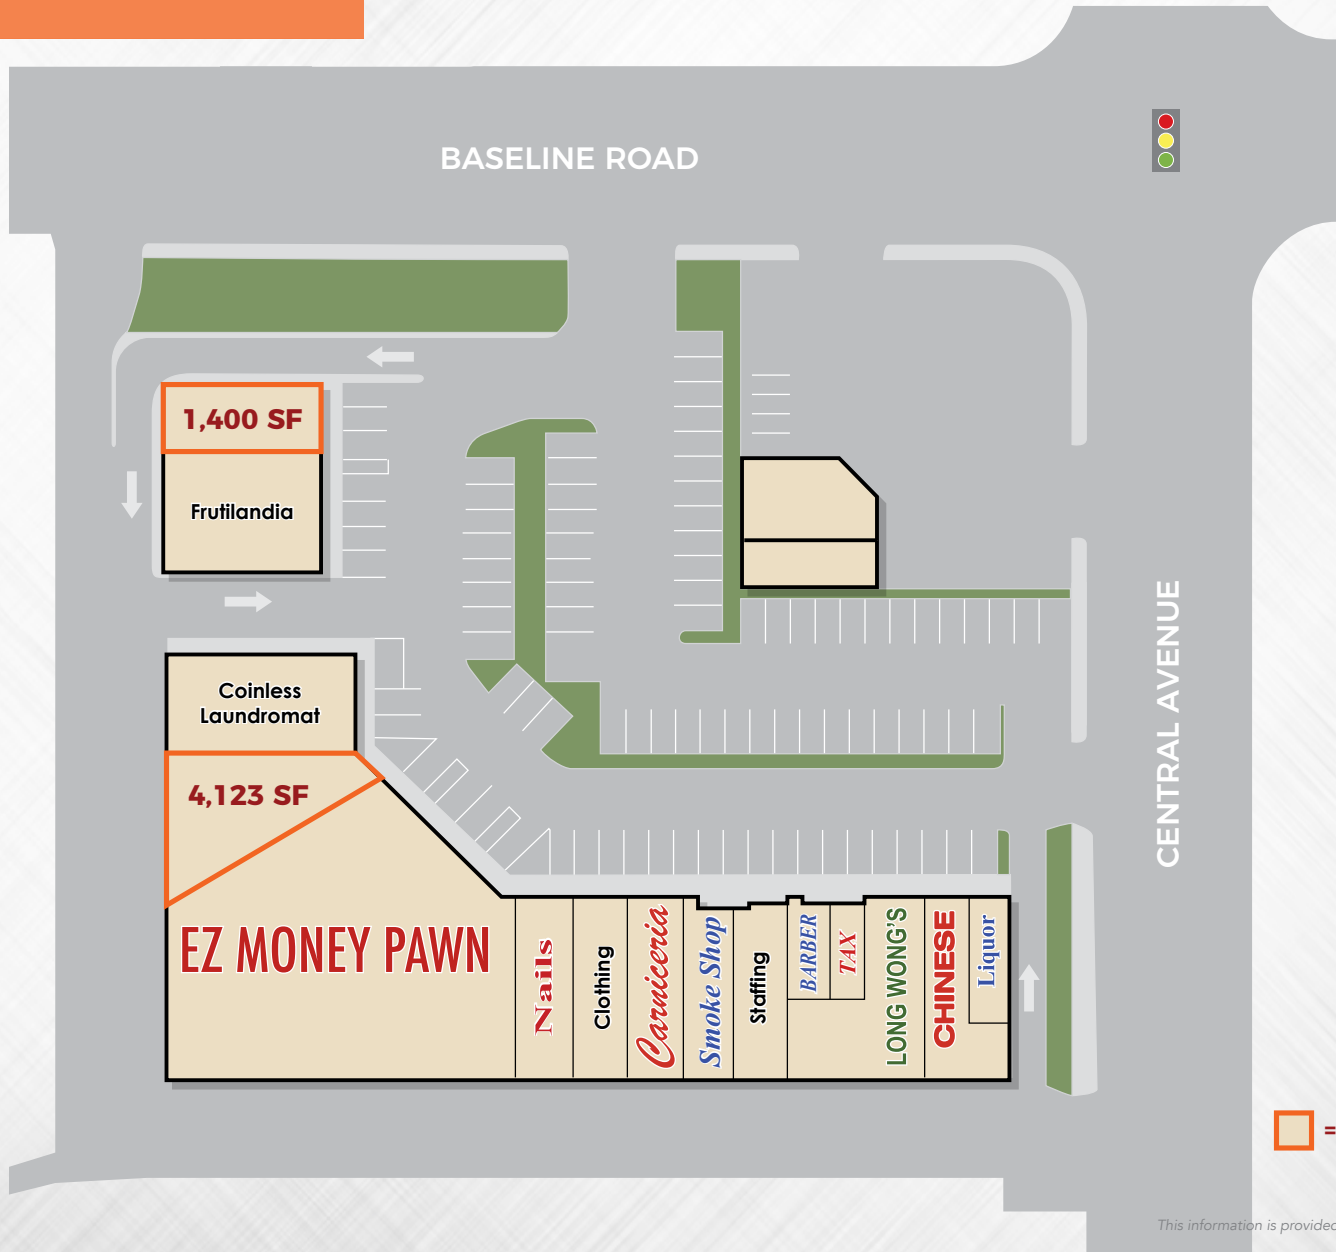 BASELINE ROAD
1,400 SF
Frutilandia
CENTRAL AVENUE
Coinless
Laundromat
4,123 SF
EZ MONEY PAWN
Nails
Clothing
Carniceria
Smoke Shop
Staffing
BARBER
TAX
LONG WONG'S
CHINESE
Liquor
=
This information is provided